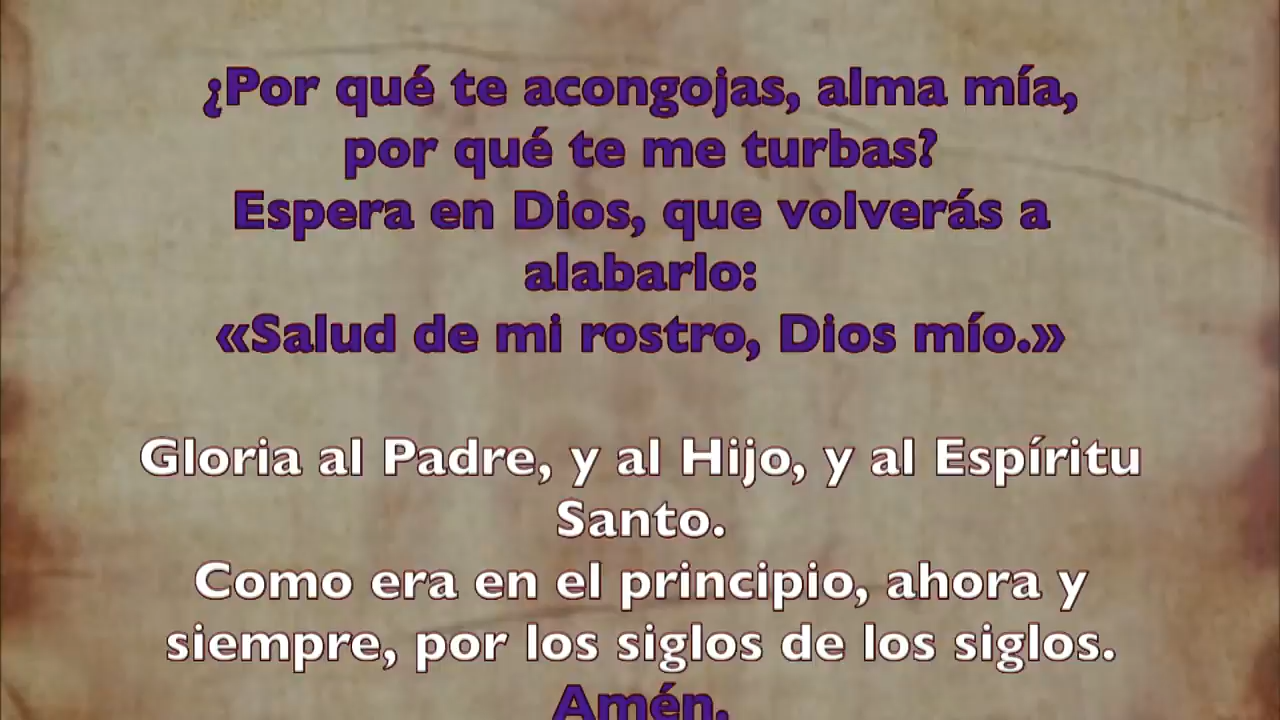 ¿Por qué te acongojas, alma mía,
por qué te me turbas?
Espera en Dios, que volverás a
alabarlo:
«Salud de mi rostro, Dios mío.»
Gloria al Padre, y al Hijo, y al Espíritu
Santo.
Como era en el principio, ahora y
siempre, por los siglos de los siglos.
Amén.